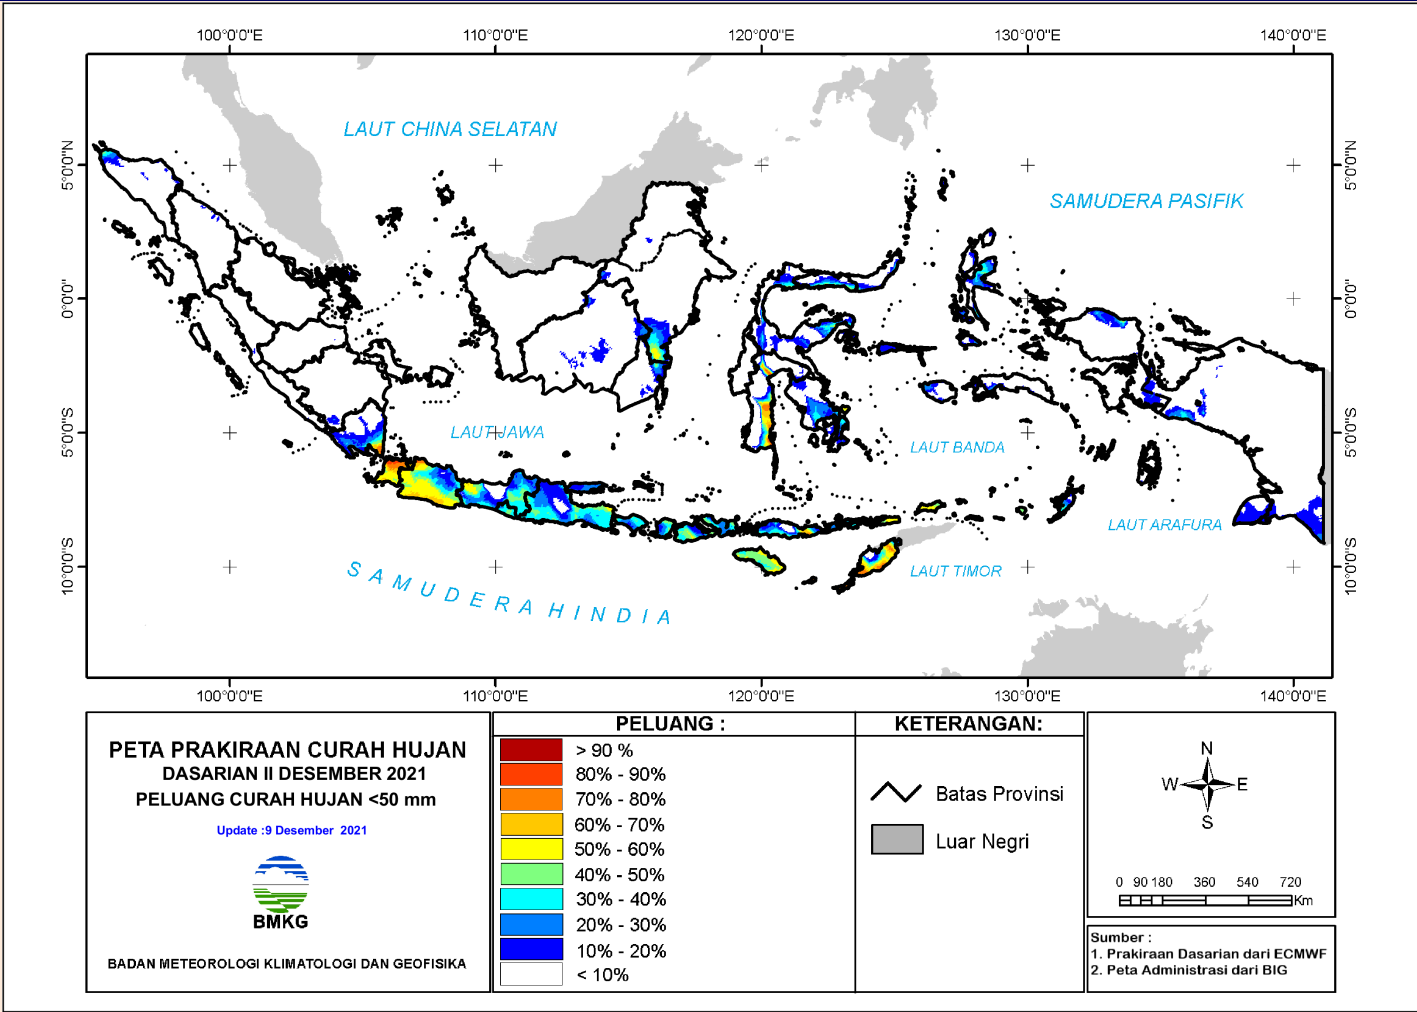 100°0'0"E 110°0'0"E 120°0'0"E 130°0'0"E 140°0'0"E
5°0'0"N
0°0'0"
5°0'0"S
10°0'0"S
LAUT CHINA SELATAN
SAMUDERA PASIFIK
LAUT JAWA
LAUT BANDA
LAUT ARAFURA
LAUT TIMOR
SAMUDERA HINDIA
5°0'0"N
0°0'0"
5°0'0"S
10°0'0"S
100°0'0"E 110°0'0"E 120°0'0"E 130°0'0"E 140°0'0"E
PETA PRAKIRAAN CURAH HUJAN
DASARIAN II DESEMBER 2021
PELUANG CURAH HUJAN <50 mm
Update :9 Desember 2021
BMKG
BADAN METEOROLOGI KLIMATOLOGI DAN GEOFISIKA
PELUANG :
> 90 %
80% - 90%
70% - 80%
60% - 70%
50% - 60%
40% - 50%
30% - 40%
20% - 30%
10% - 20%
< 10%
KETERANGAN:
Batas Provinsi
Luar Negri
N
W E
S
0 90 180 360 540 720
Km
Sumber :
1. Prakiraan Dasarian dari ECMWF
2. Peta Administrasi dari BIG